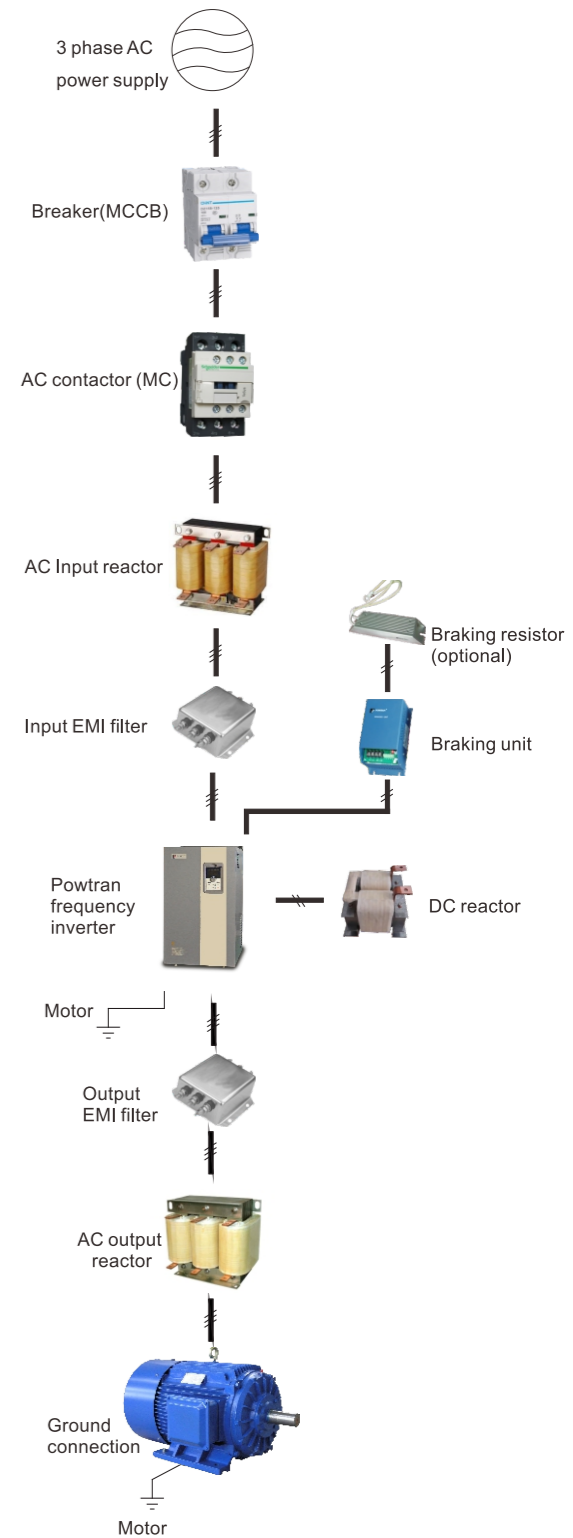 3 phase AC
power supply
Breaker(MCCB)
AC contactor (MC)
AC Input reactor
Braking resistor
(optional)
Input EMI filter
Braking unit
Powtran
frequency
inverter
DC reactor
Motor
Output
EMI filter
AC output
reactor
Ground
connection
Motor